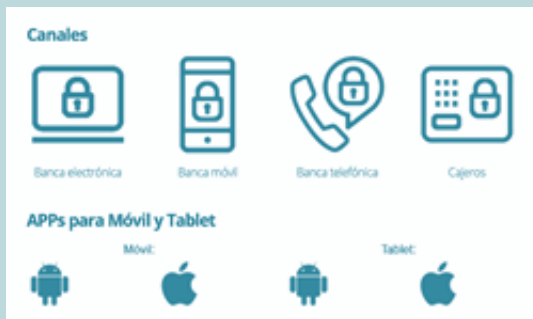 Canales
Banca electrónica Banca móvil Banca telefónica Cajeros
APPs para Móvil y Tablet
Móvil: Tablet: